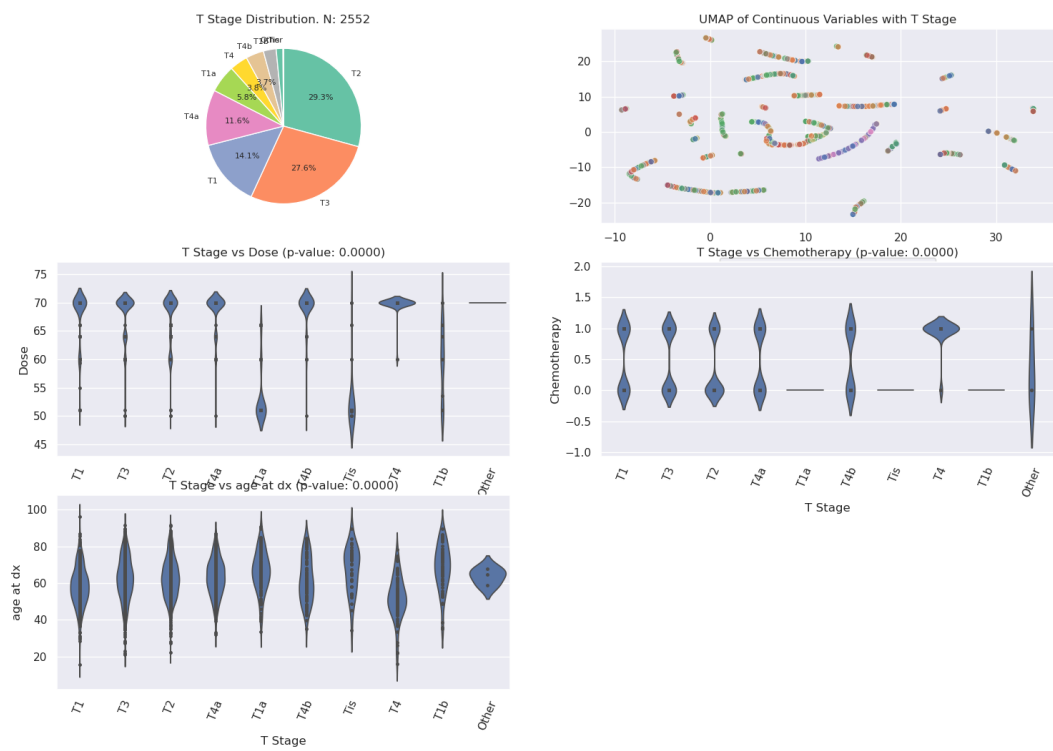 T Stage Distribution. N: 2552
T4b
T4
T1a
T4a
T1
T3
T2
3.7%
3.8%
5.8%
11.6%
14.1%
27.6%
29.3%
UMAP of Continuous Variables with T Stage
20
10
0
−10
−20
−10
0
10
20
30
T Stage vs Dose (p-value: 0.0000)
Dose
75
70
65
60
55
50
45
T1
T3
T2
T4a
T1a
T4b
Tis
T4
T1b
Other
T Stage vs Chemotherapy (p-value: 0.0000)
Chemotherapy
2.0
1.5
1.0
0.5
0.0
−0.5
−1.0
T1
T3
T2
T4a
T1a
T4b
Tis
T4
T1b
Other
T Stage
T Stage vs age at dx (p-value: 0.0000)
age at dx
100
80
60
40
20
T1
T3
T2
T4a
T1a
T4b
Tis
T4
T1b
Other
T Stage